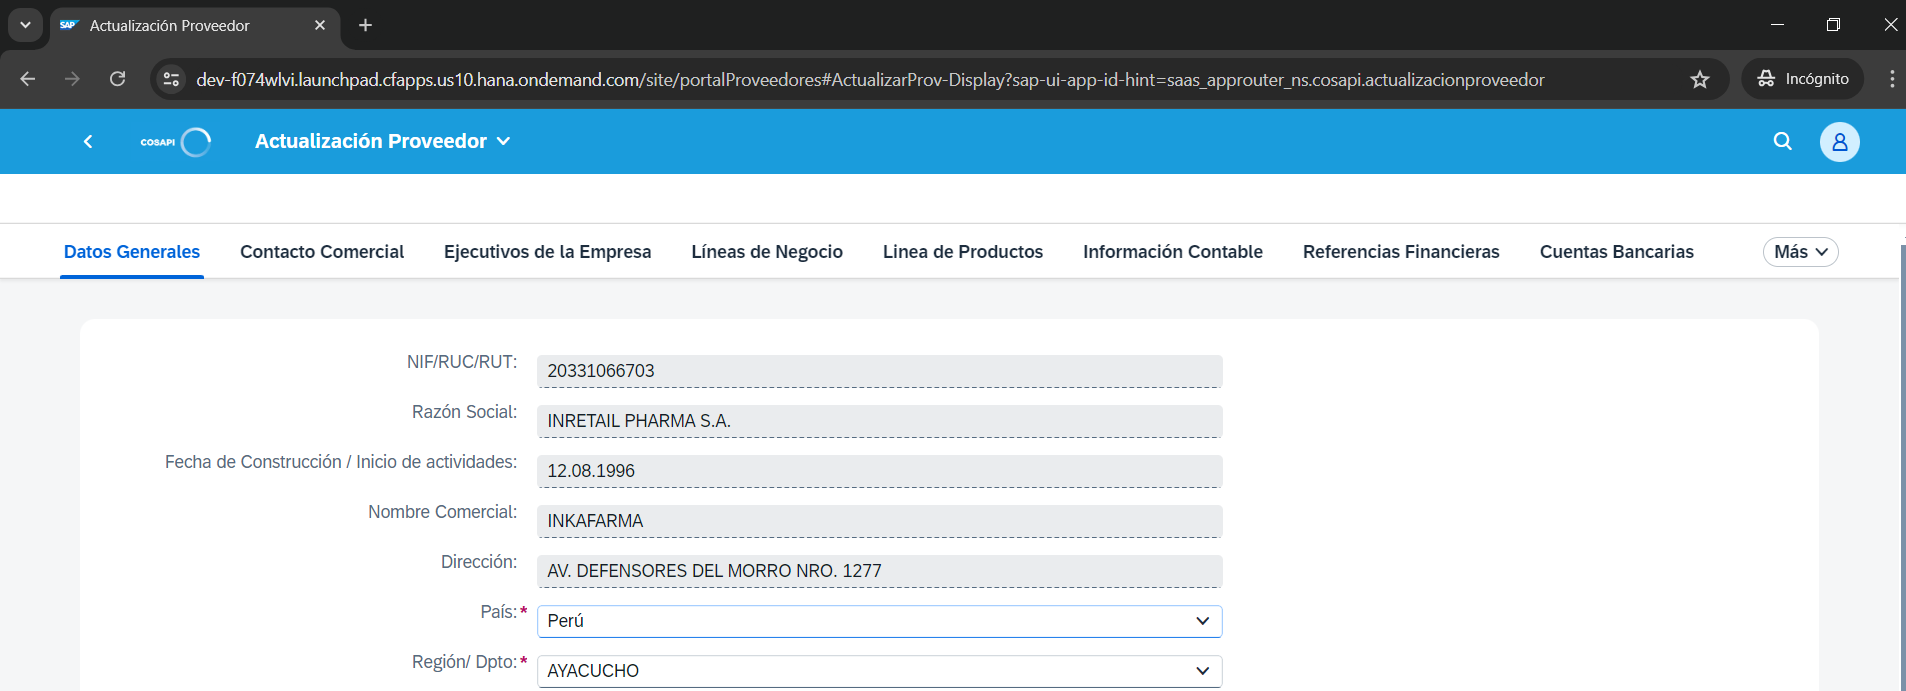 SAP Actualización Proveedor
dev-f074wlvi.launchpad.cfapps.us10.hana.ondemand.com/site/portalProveedores#ActualizarProv-Display?sap-ui-app-id-hint=saas_approuter_ns.cosapi.actualizacionproveedor Incógnito
COSAPI Actualización Proveedor
Datos Generales Contacto Comercial Ejecutivos de la Empresa Líneas de Negocio Linea de Productos Información Contable Referencias Financieras Cuentas Bancarias Más
NIF/RUC/RUT: 20331066703
Razón Social: INRETAIL PHARMA S.A.
Fecha de Construcción / Inicio de actividades: 12.08.1996
Nombre Comercial: INKAFARMA
Dirección: AV. DEFENSORES DEL MORRO NRO. 1277
País:* Perú
Región/ Dpto:* AYACUCHO